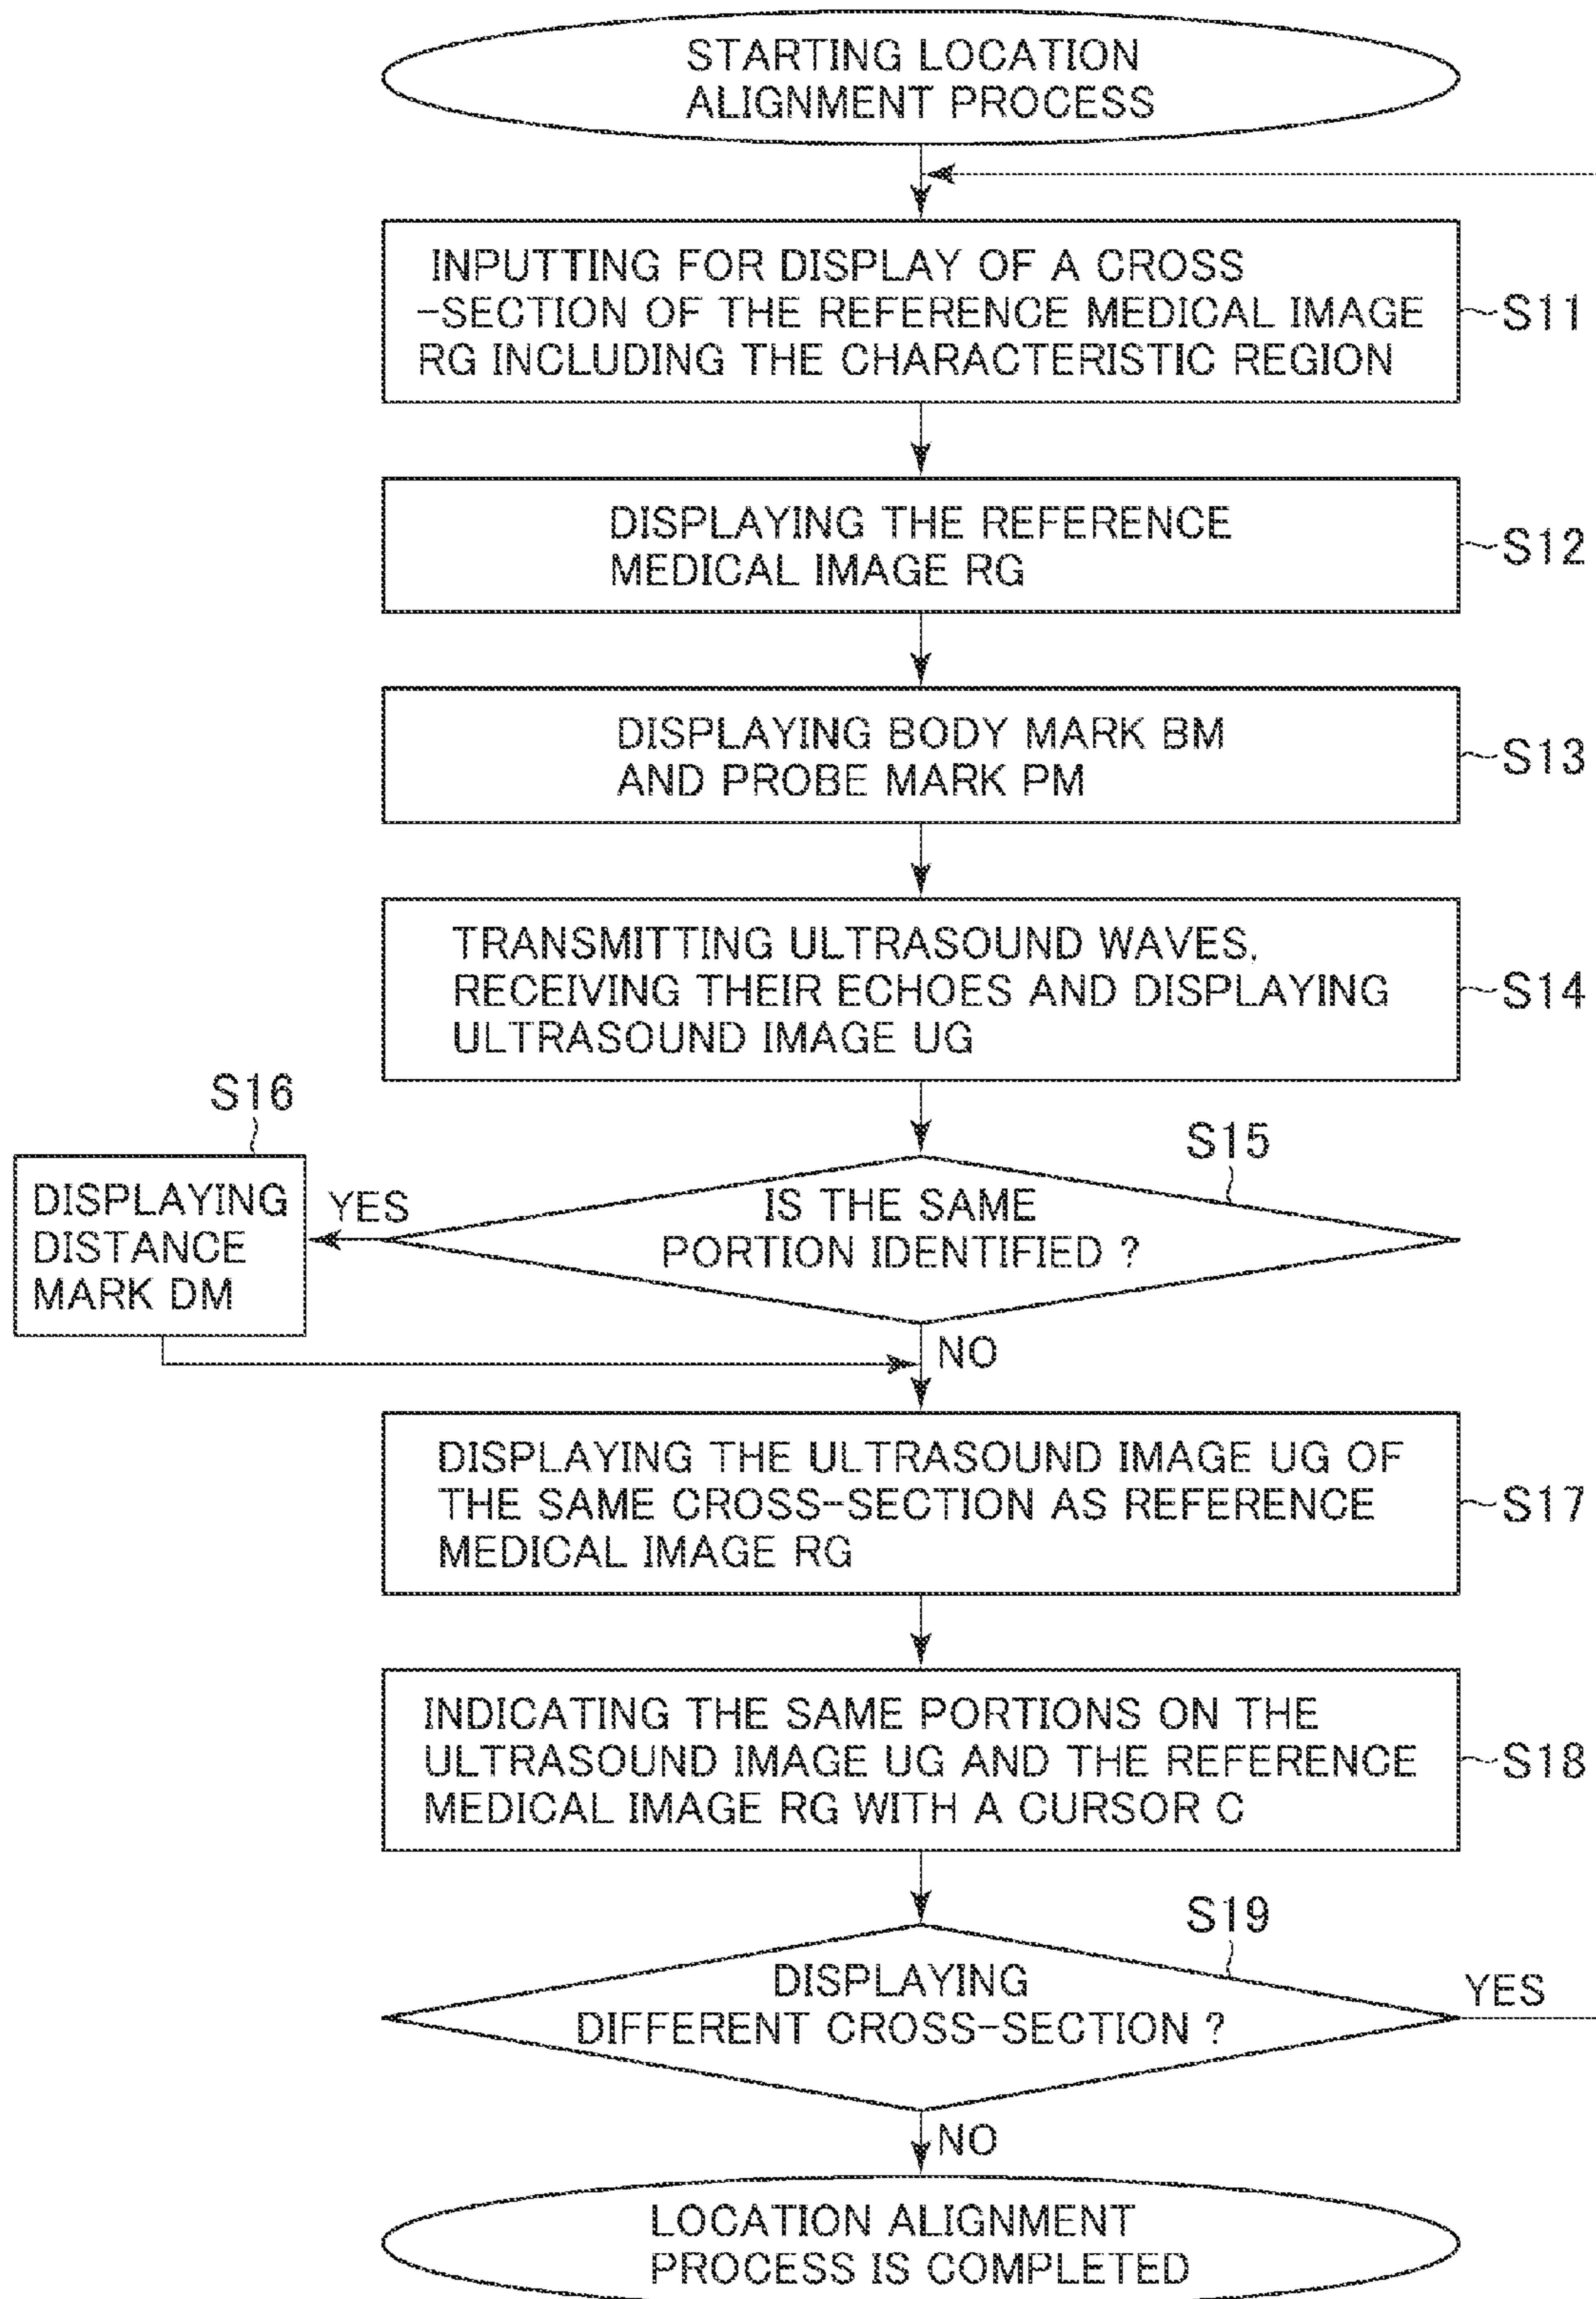 STARTING LOCATION
ALIGNMENT PROCESS
INPUTTING FOR DISPLAY OF A CROSS
-SECTION OF THE REFERENCE MEDICAL IMAGE
RG INCLUDING THE CHARACTERISTIC REGION
S11
DISPLAYING THE REFERENCE
MEDICAL IMAGE RG
S12
DISPLAYING BODY MARK BM
AND PROBE MARK PM
S13
TRANSMITTING ULTRASOUND WAVES,
RECEIVING THEIR ECHOES AND DISPLAYING
ULTRASOUND IMAGE UG
S14
S16
DISPLAYING
DISTANCE
MARK DM
YES
S15
IS THE SAME
PORTION IDENTIFIED ?
NO
DISPLAYING THE ULTRASOUND IMAGE UG OF
THE SAME CROSS-SECTION AS REFERENCE
MEDICAL IMAGE RG
S17
INDICATING THE SAME PORTIONS ON THE
ULTRASOUND IMAGE UG AND THE REFERENCE
MEDICAL IMAGE RG WITH A CURSOR C
S18
S19
DISPLAYING
DIFFERENT CROSS-SECTION ?
YES
NO
LOCATION ALIGNMENT
PROCESS IS COMPLETED